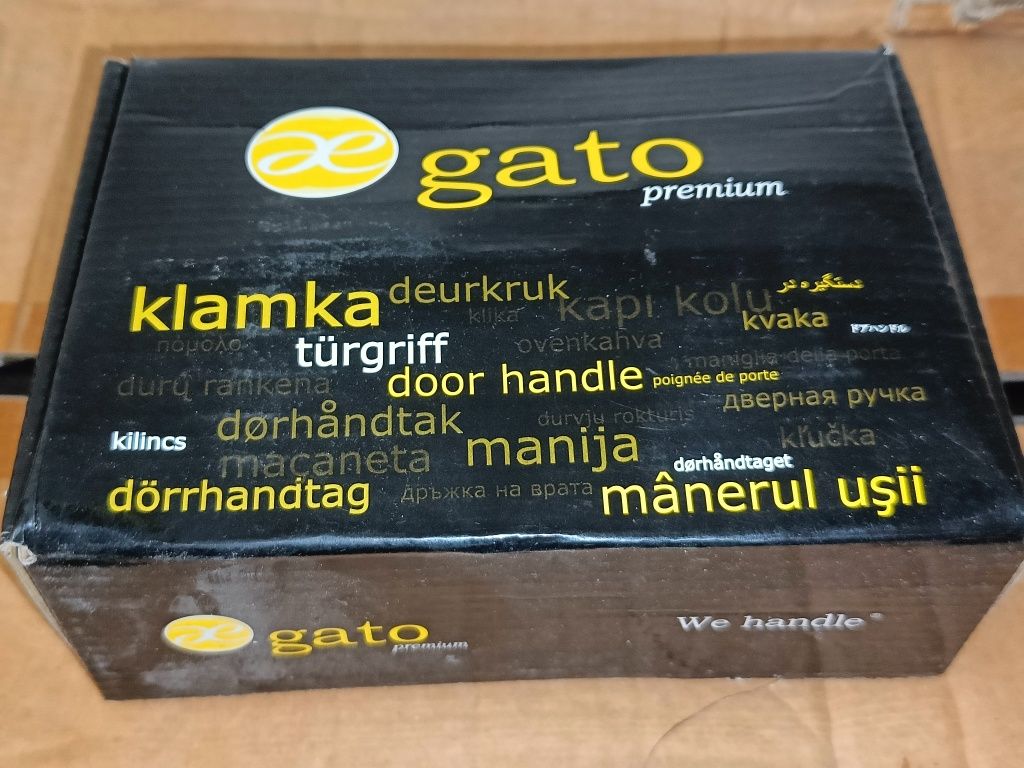 æ gato
premium
klamka deurkruk klika kapı kolu دستگیره در
kvaka
πόμολο türgriff ovenkahva maniglia della porta
durų rankena door handle poignée de porte
dørhåndtak durvju rokturis дверная ручка
kilincs maçaneta manija kľučka
dørhåndtaget
dörrhandtag дръжка на врата mânerul uşii
æ gato
premium
We handle®